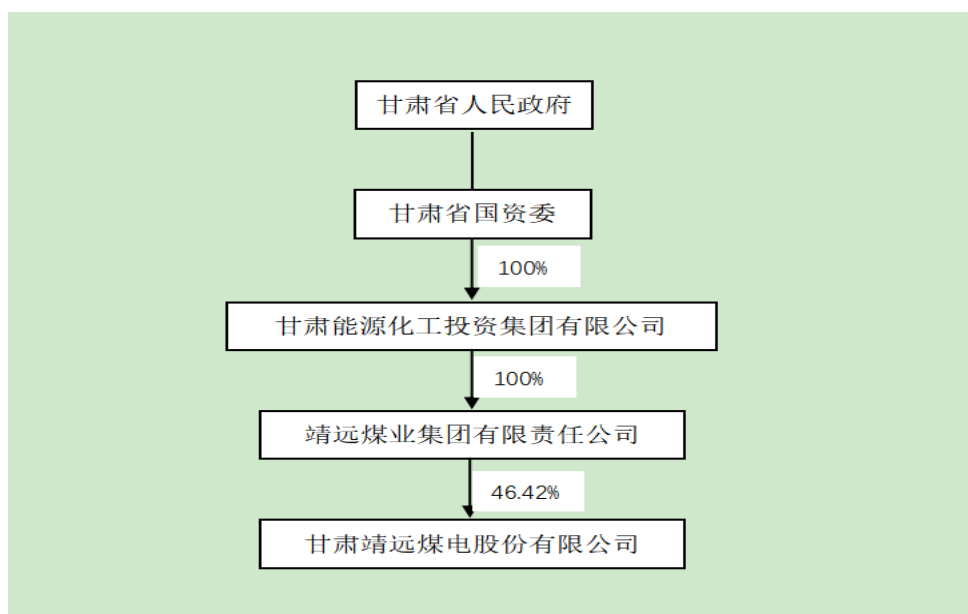 甘肃省人民政府
甘肃省国资委
100%
甘肃能源化工投资集团有限公司
100%
靖远煤业集团有限责任公司
46.42%
甘肃靖远煤电股份有限公司